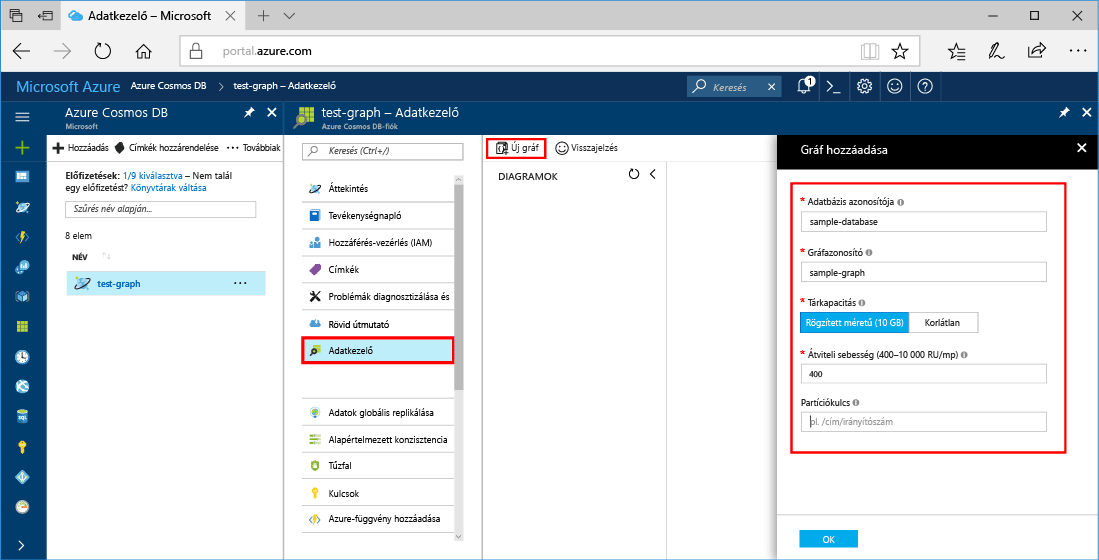 Adatkezelő – Microsoft
portal.azure.com
Microsoft Azure Azure Cosmos DB > test-graph – Adatkezelő
Keresés
1
Azure Cosmos DB
Microsoft
Hozzáadás Címkék hozzárendelése ··· Továbbiak
Előfizetések: 1/9 kiválasztva – Nem talál
egy előfizetést? Könyvtárak váltása
Szűrés név alapján...
8 elem
NÉV
test-graph ···
test-graph – Adatkezelő
Azure Cosmos DB-fiók
Keresés (Ctrl+/)
Áttekintés
Tevékenységnapló
Hozzáférés-vezérlés (IAM)
Címkék
Problémák diagnosztizálása és
Rövid útmutató
Adatkezelő
Adatok globális replikálása
Alapértelmezett konzisztencia
Tűzfal
Kulcsok
Azure-függvény hozzáadása
Új gráf Visszajelzés
DIAGRAMOK
Gráf hozzáadása
* Adatbázis azonosítója
sample-database
* Gráfazonosító
sample-graph
* Tárkapacitás
Rögzített méretű (10 GB) Korlátlan
* Átviteli sebesség (400–10 000 RU/mp)
400
Partíciókulcs
pl. /cím/irányítószám
OK